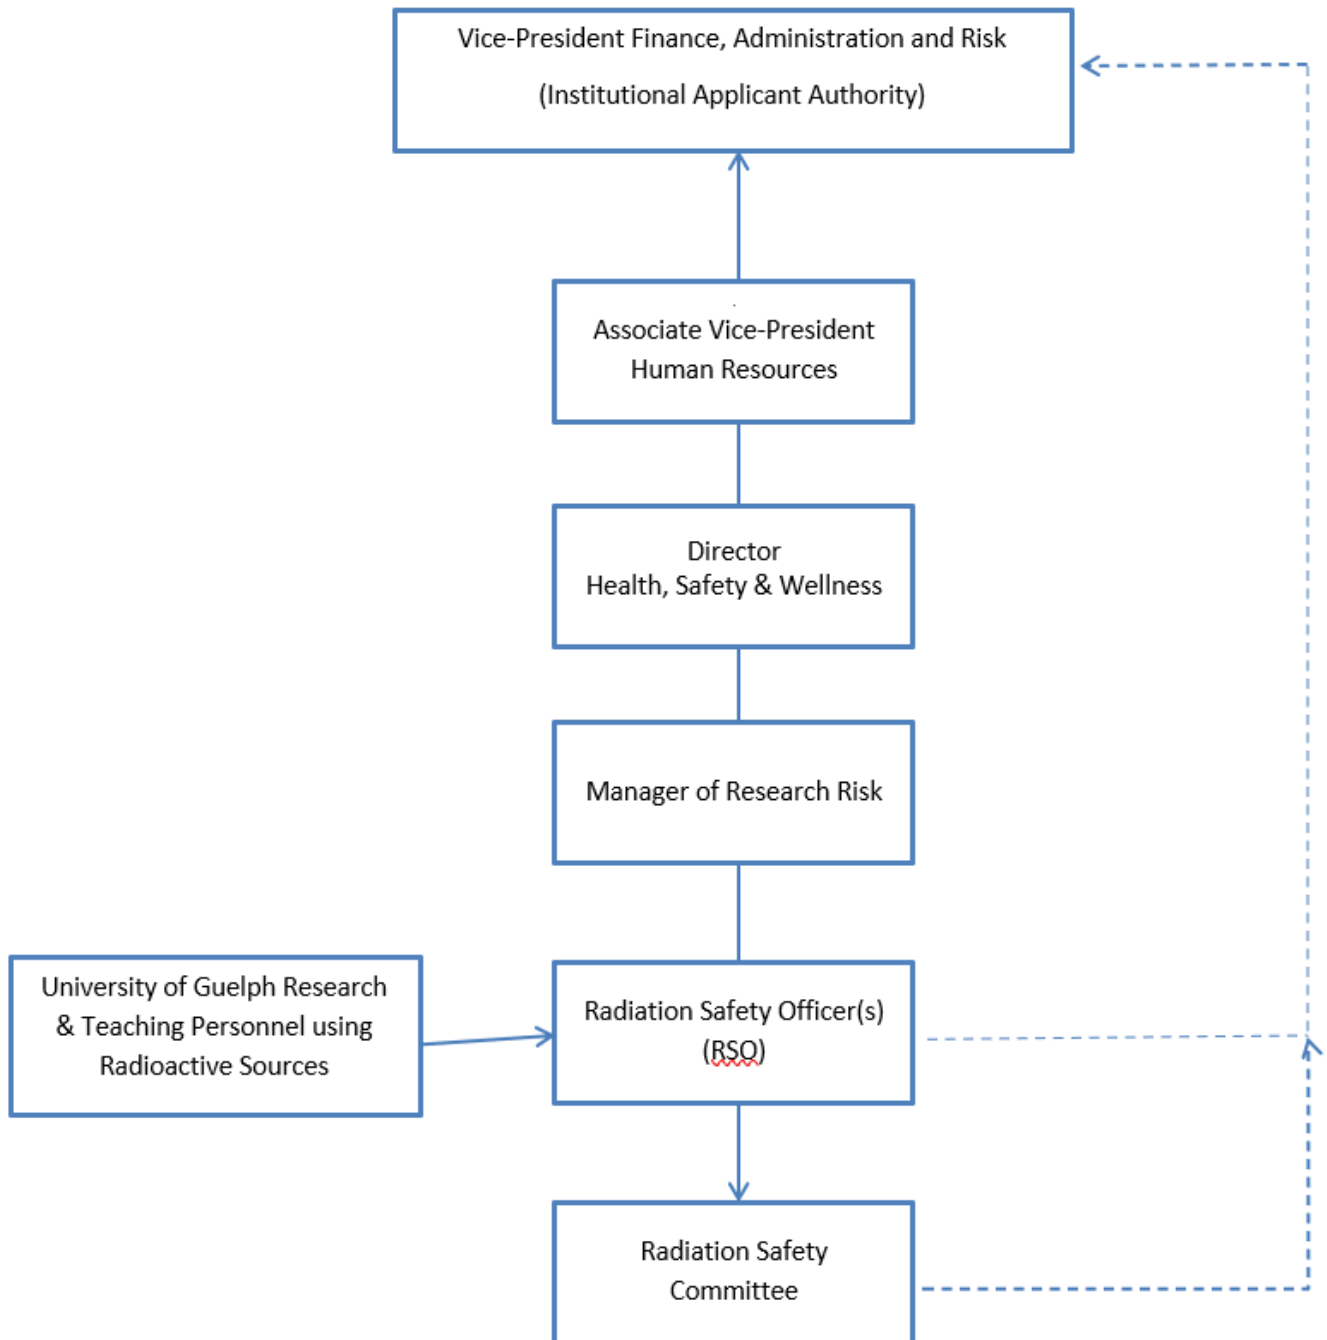 Vice-President Finance, Administration and Risk
(Institutional Applicant Authority)
Associate Vice-President
Human Resources
Director
Health, Safety & Wellness
Manager of Research Risk
University of Guelph Research
& Teaching Personnel using
Radioactive Sources
Radiation Safety Officer(s)
(RSO)
Radiation Safety
Committee